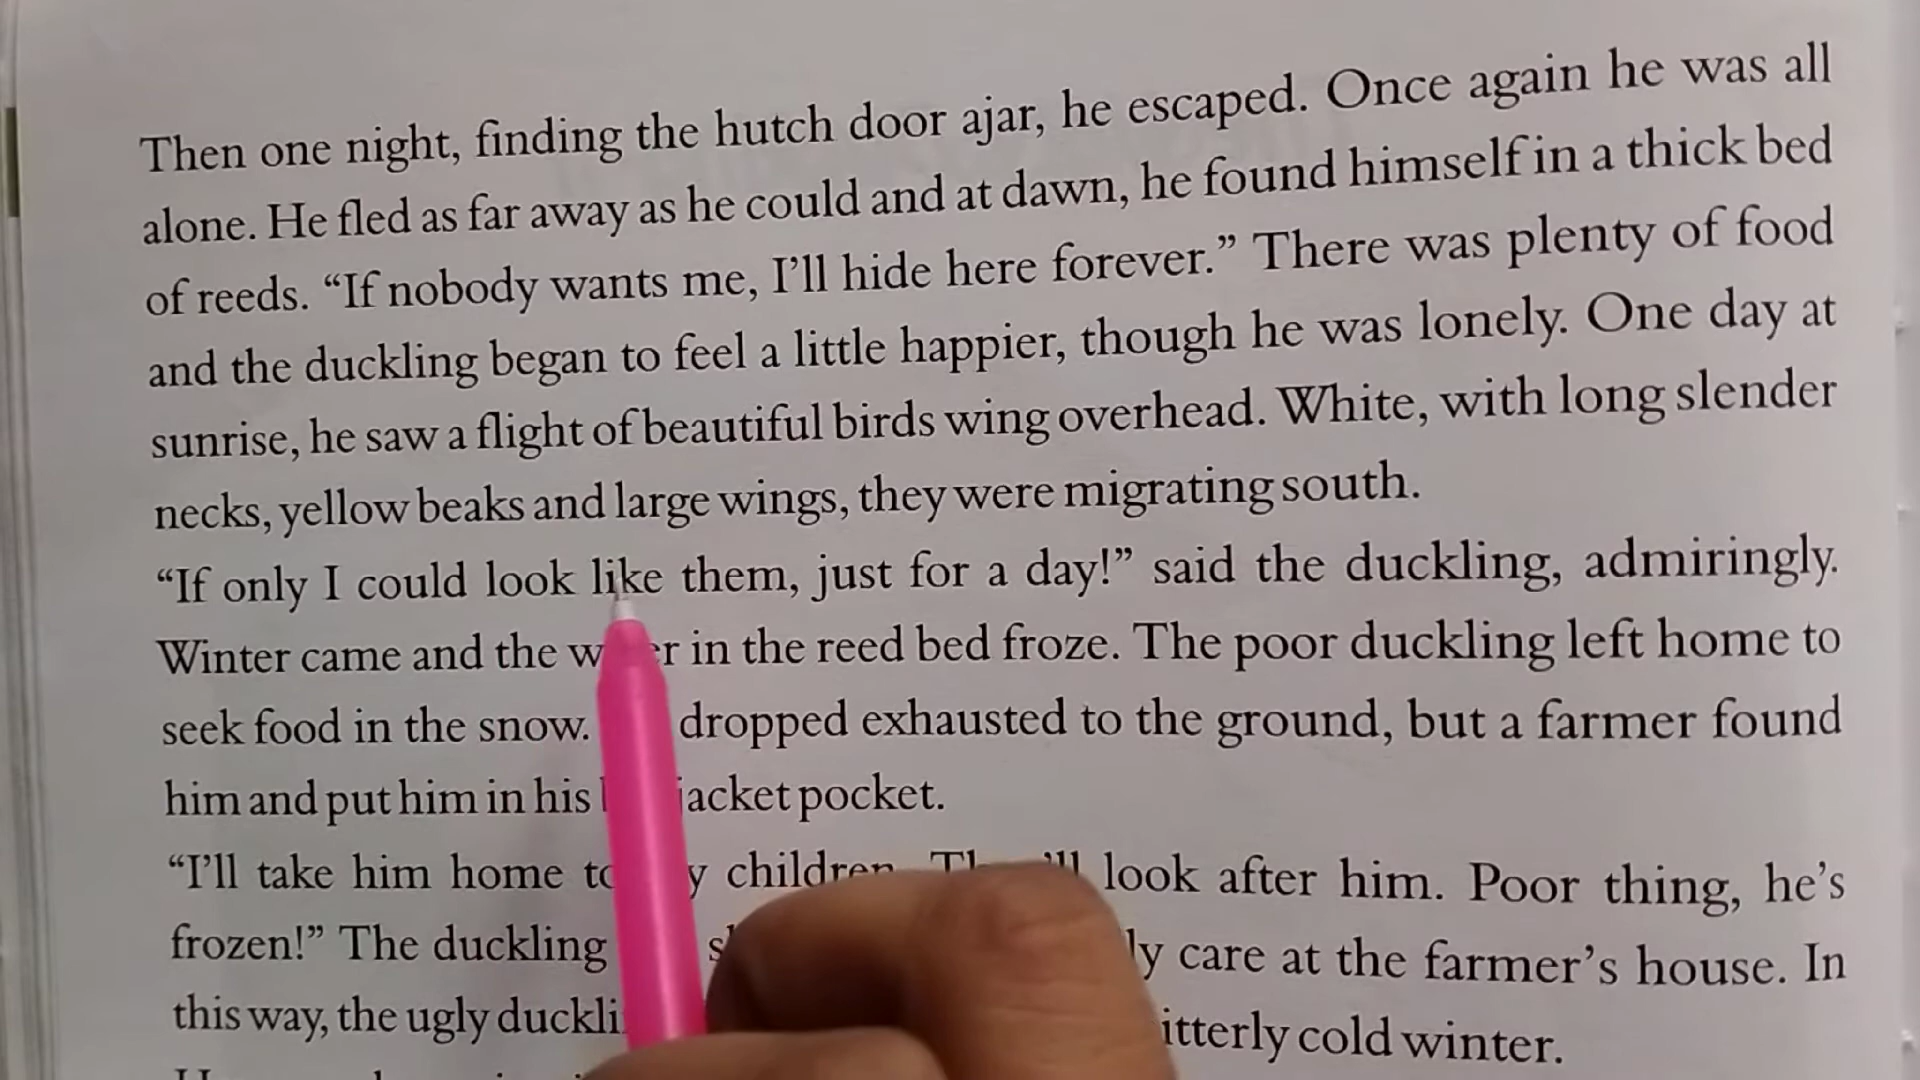 Then one night, finding the hutch door ajar, he escaped. Once again he was all
alone. He fled as far away as he could and at dawn, he found himself in a thick bed
of reeds. “If nobody wants me, I’ll hide here forever.” There was plenty of food
and the duckling began to feel a little happier, though he was lonely. One day at
sunrise, he saw a flight of beautiful birds wing overhead. White, with long slender
necks, yellow beaks and large wings, they were migrating south.
“If only I could look like them, just for a day!” said the duckling, admiringly.
Winter came and the in the reed bed froze. The poor duckling left home to
seek food in the snow. dropped exhausted to the ground, but a farmer found
him and put him in his jacket pocket.
“I’ll take him home children. look after him. Poor thing, he’s
frozen!” The duckling care at the farmer’s house. In
this way, the ugly cold winter.